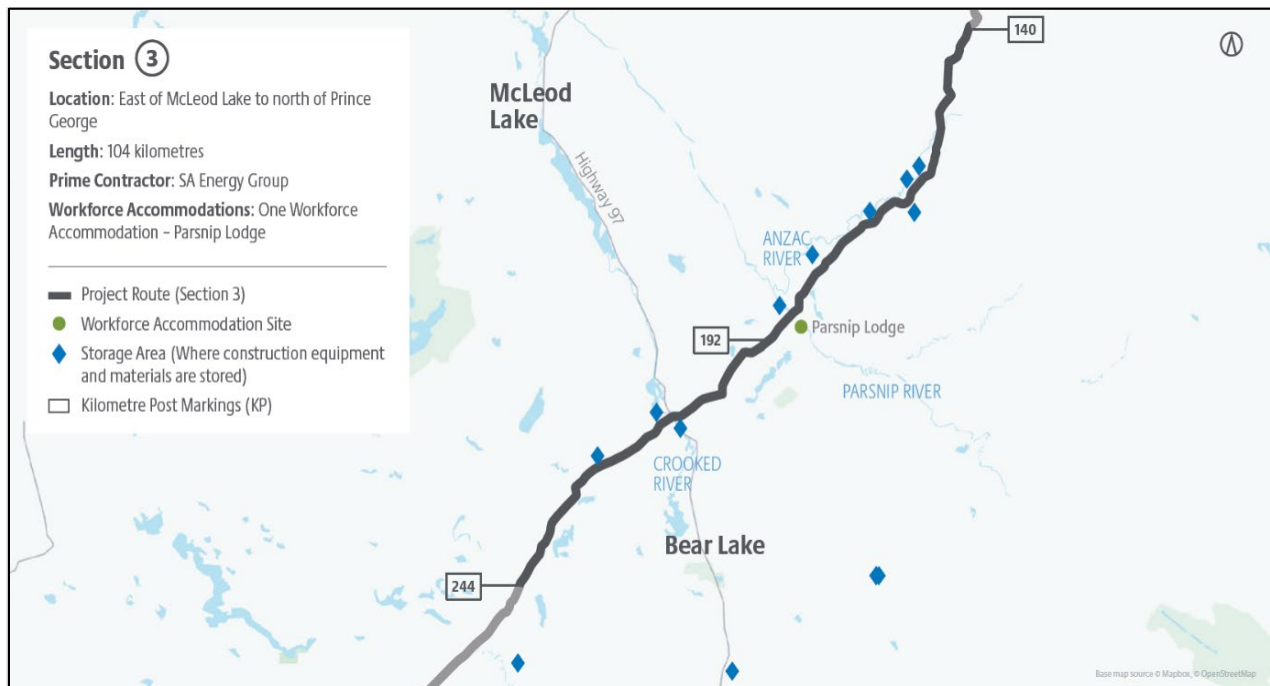 Section 3
Location: East of McLeod Lake to north of Prince
George
Length: 104 kilometres
Prime Contractor: SA Energy Group
Workforce Accommodations: One Workforce
Accommodation – Parsnip Lodge
Project Route (Section 3)
Workforce Accommodation Site
Storage Area (Where construction equipment
and materials are stored)
Kilometre Post Markings (KP)
140
McLeod
Lake
Highway 97
ANZAC
RIVER
Parsnip Lodge
192
PARSNIP RIVER
CROOKED
RIVER
Bear Lake
244
Base map source © Mapbox, © OpenStreetMap